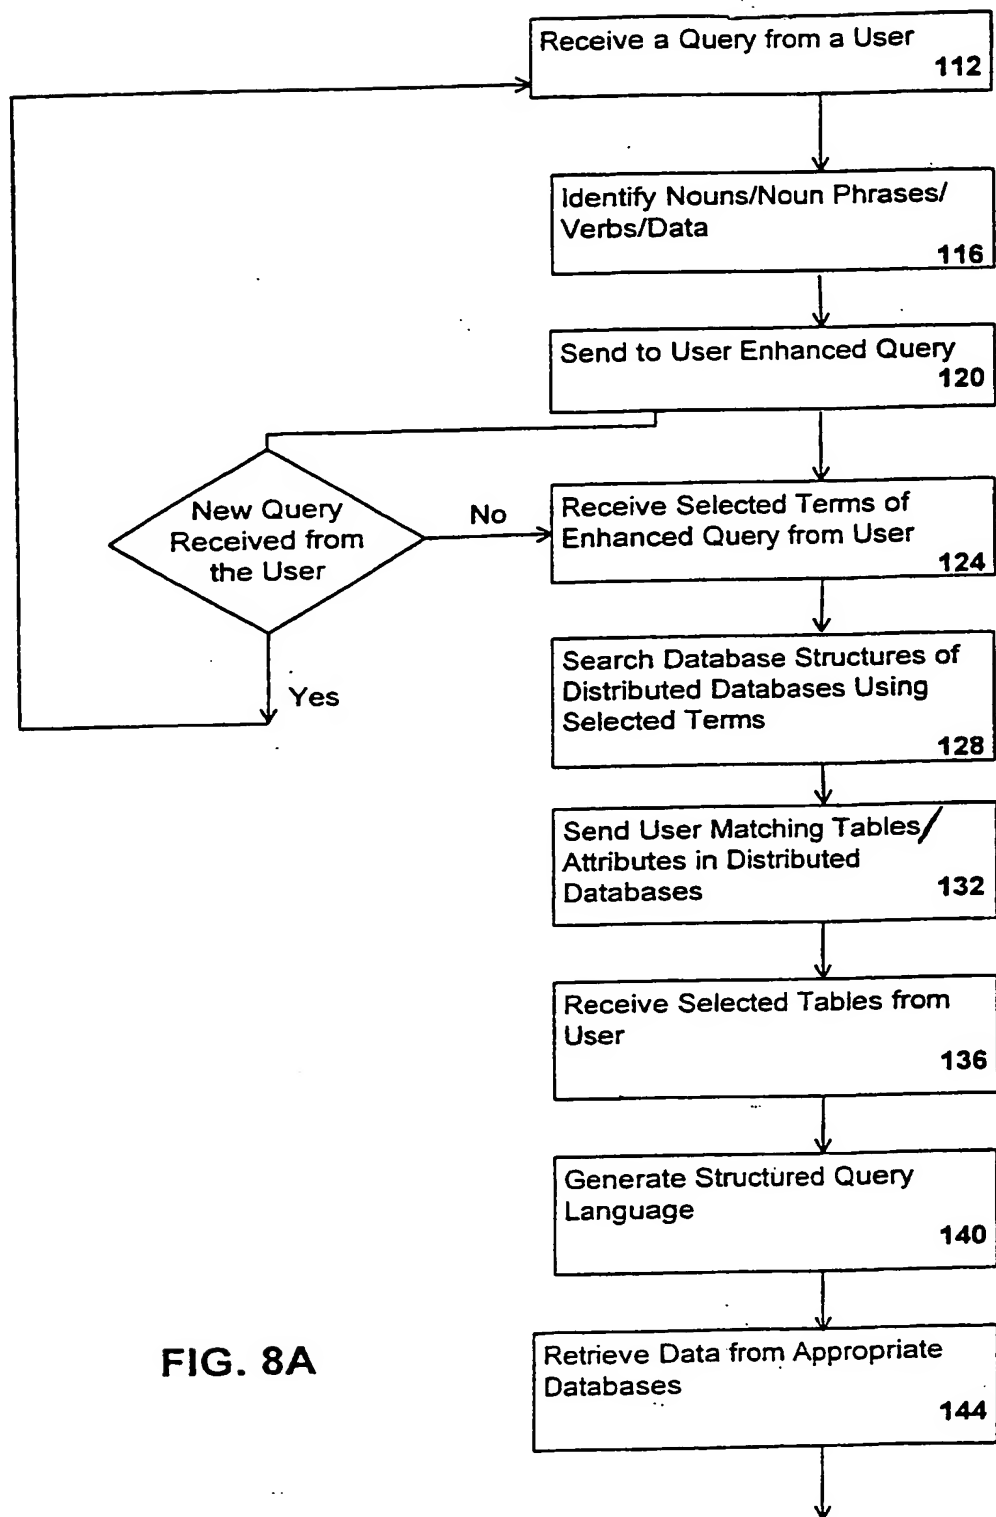 Receive a Query from a User
112
Identify Nouns/Noun Phrases/
Verbs/Data
116
Send to User Enhanced Query
120
New Query
Received from
the User
No
Yes
Receive Selected Terms of
Enhanced Query from User
124
Search Database Structures of
Distributed Databases Using
Selected Terms
128
Send User Matching Tables/
Attributes in Distributed
Databases
132
Receive Selected Tables from
User
136
Generate Structured Query
Language
140
Retrieve Data from Appropriate
Databases
144
FIG. 8A